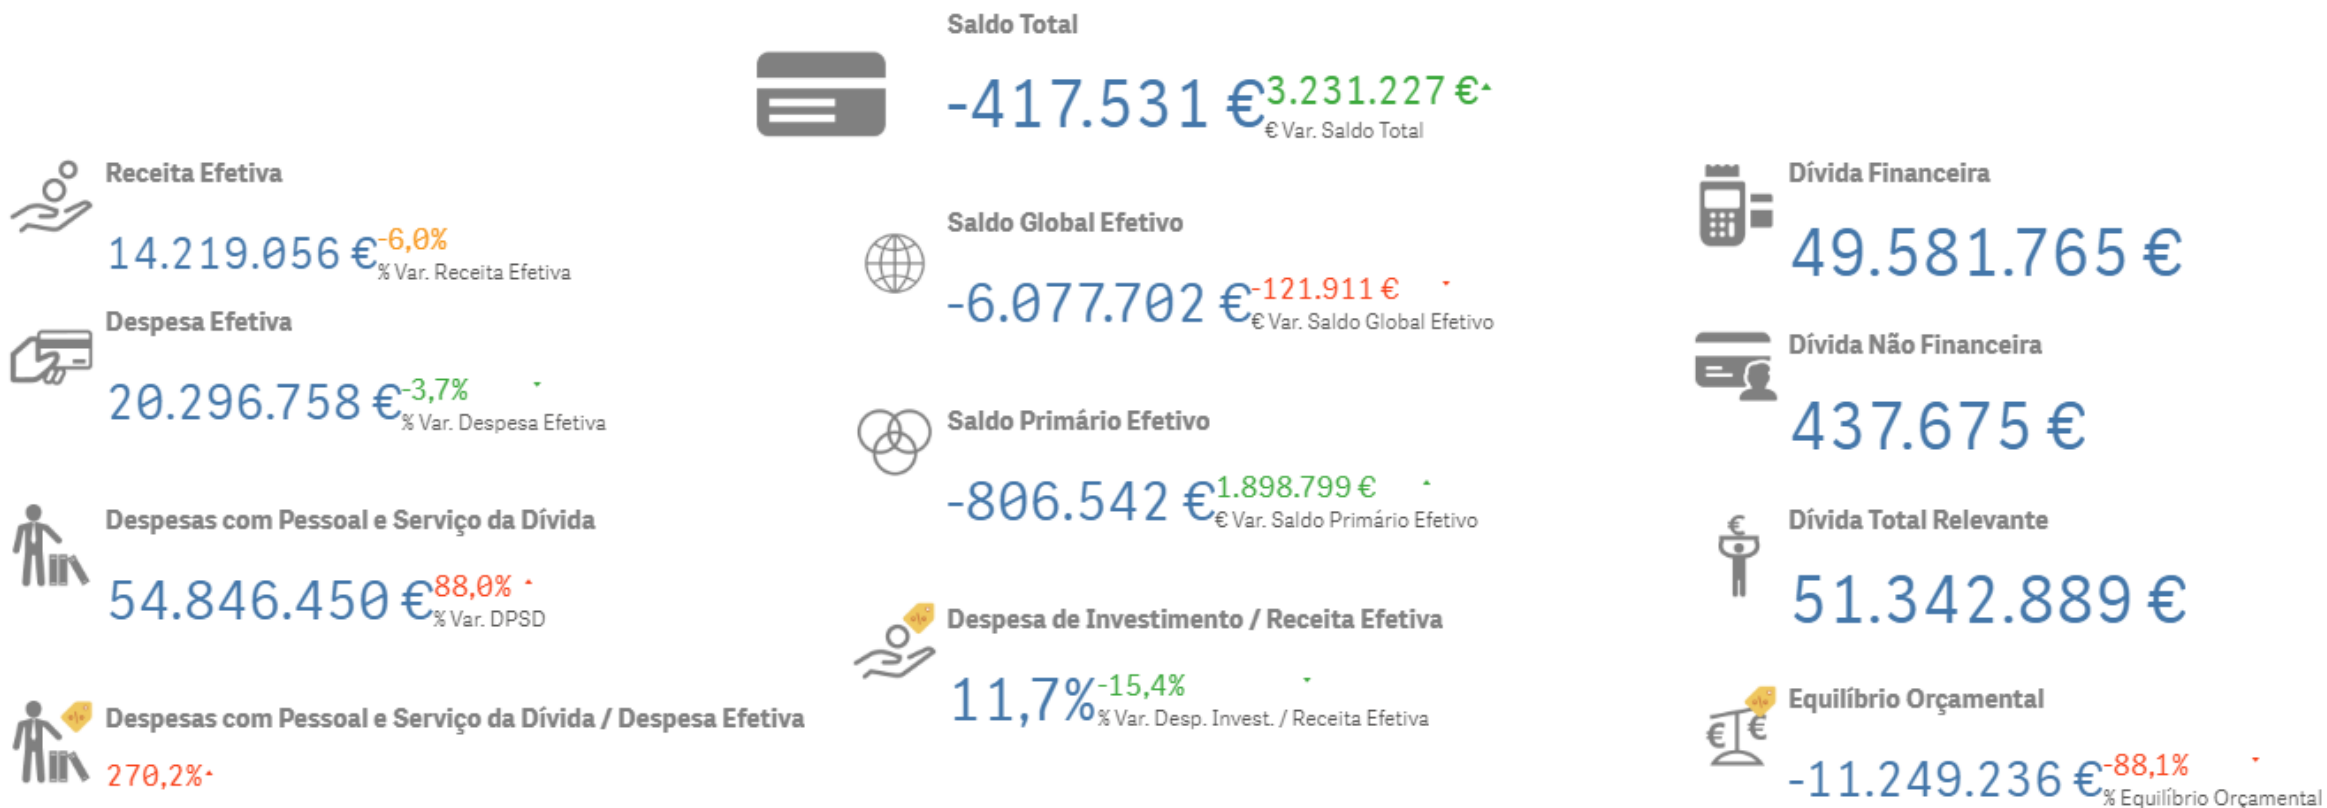 Saldo Total
-417.531 € 3.231.227 €
€ Var. Saldo Total
Receita Efetiva
14.219.056 € -6,0%
% Var. Receita Efetiva
Despesa Efetiva
20.296.758 € -3,7%
% Var. Despesa Efetiva
Despesas com Pessoal e Serviço da Dívida
54.846.450 € 88,0%
% Var. DPSD
Despesas com Pessoal e Serviço da Dívida / Despesa Efetiva
270,2%
Saldo Global Efetivo
-6.077.702 € -121.911 €
€ Var. Saldo Global Efetivo
Saldo Primário Efetivo
-806.542 € 1.898.799 €
€ Var. Saldo Primário Efetivo
Despesa de Investimento / Receita Efetiva
11,7% -15,4%
% Var. Desp. Invest. / Receita Efetiva
Dívida Financeira
49.581.765 €
Dívida Não Financeira
437.675 €
Dívida Total Relevante
51.342.889 €
Equilíbrio Orçamental
-11.249.236 € -88,1%
% Equilíbrio Orçamental